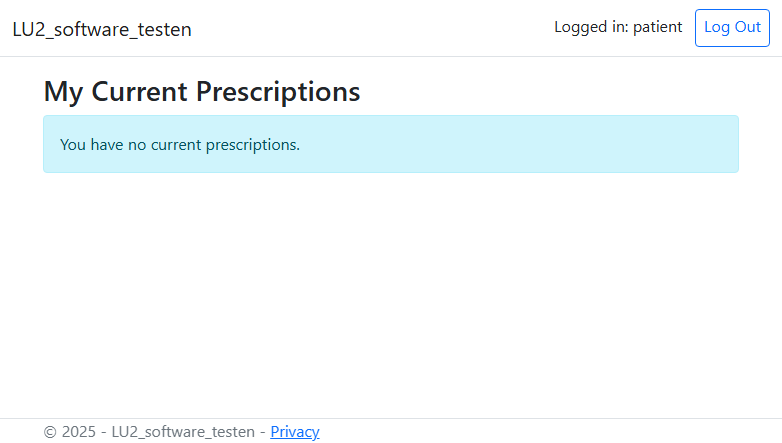 LU2_software_testen
Logged in: patient
Log Out
My Current Prescriptions
You have no current prescriptions.
© 2025 - LU2_software_testen - Privacy